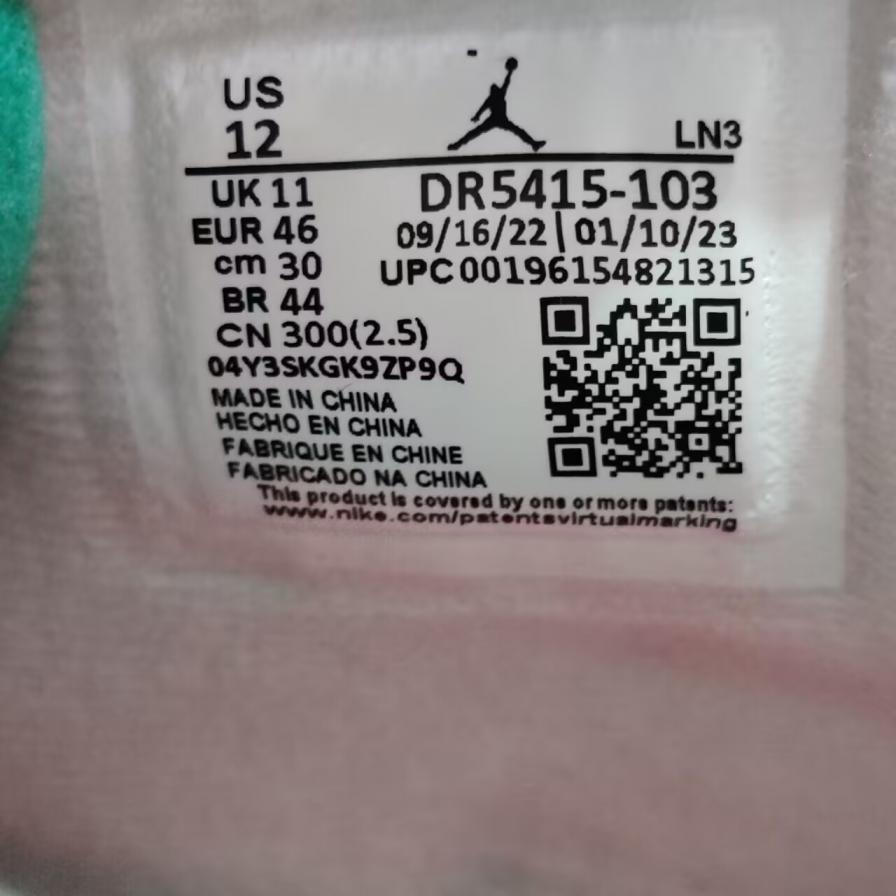 US
12
LN3
UK 11
DR5415-103
EUR 46
09/16/22 | 01/10/23
cm 30
UPC 00196154821315
BR 44
CN 300(2.5)
04Y3SKGK9ZP9Q
MADE IN CHINA
HECHO EN CHINA
FABRIQUE EN CHINE
FABRICADO NA CHINA
This product is covered by one or more patents:
www.nike.com/patentsvirtualmarking